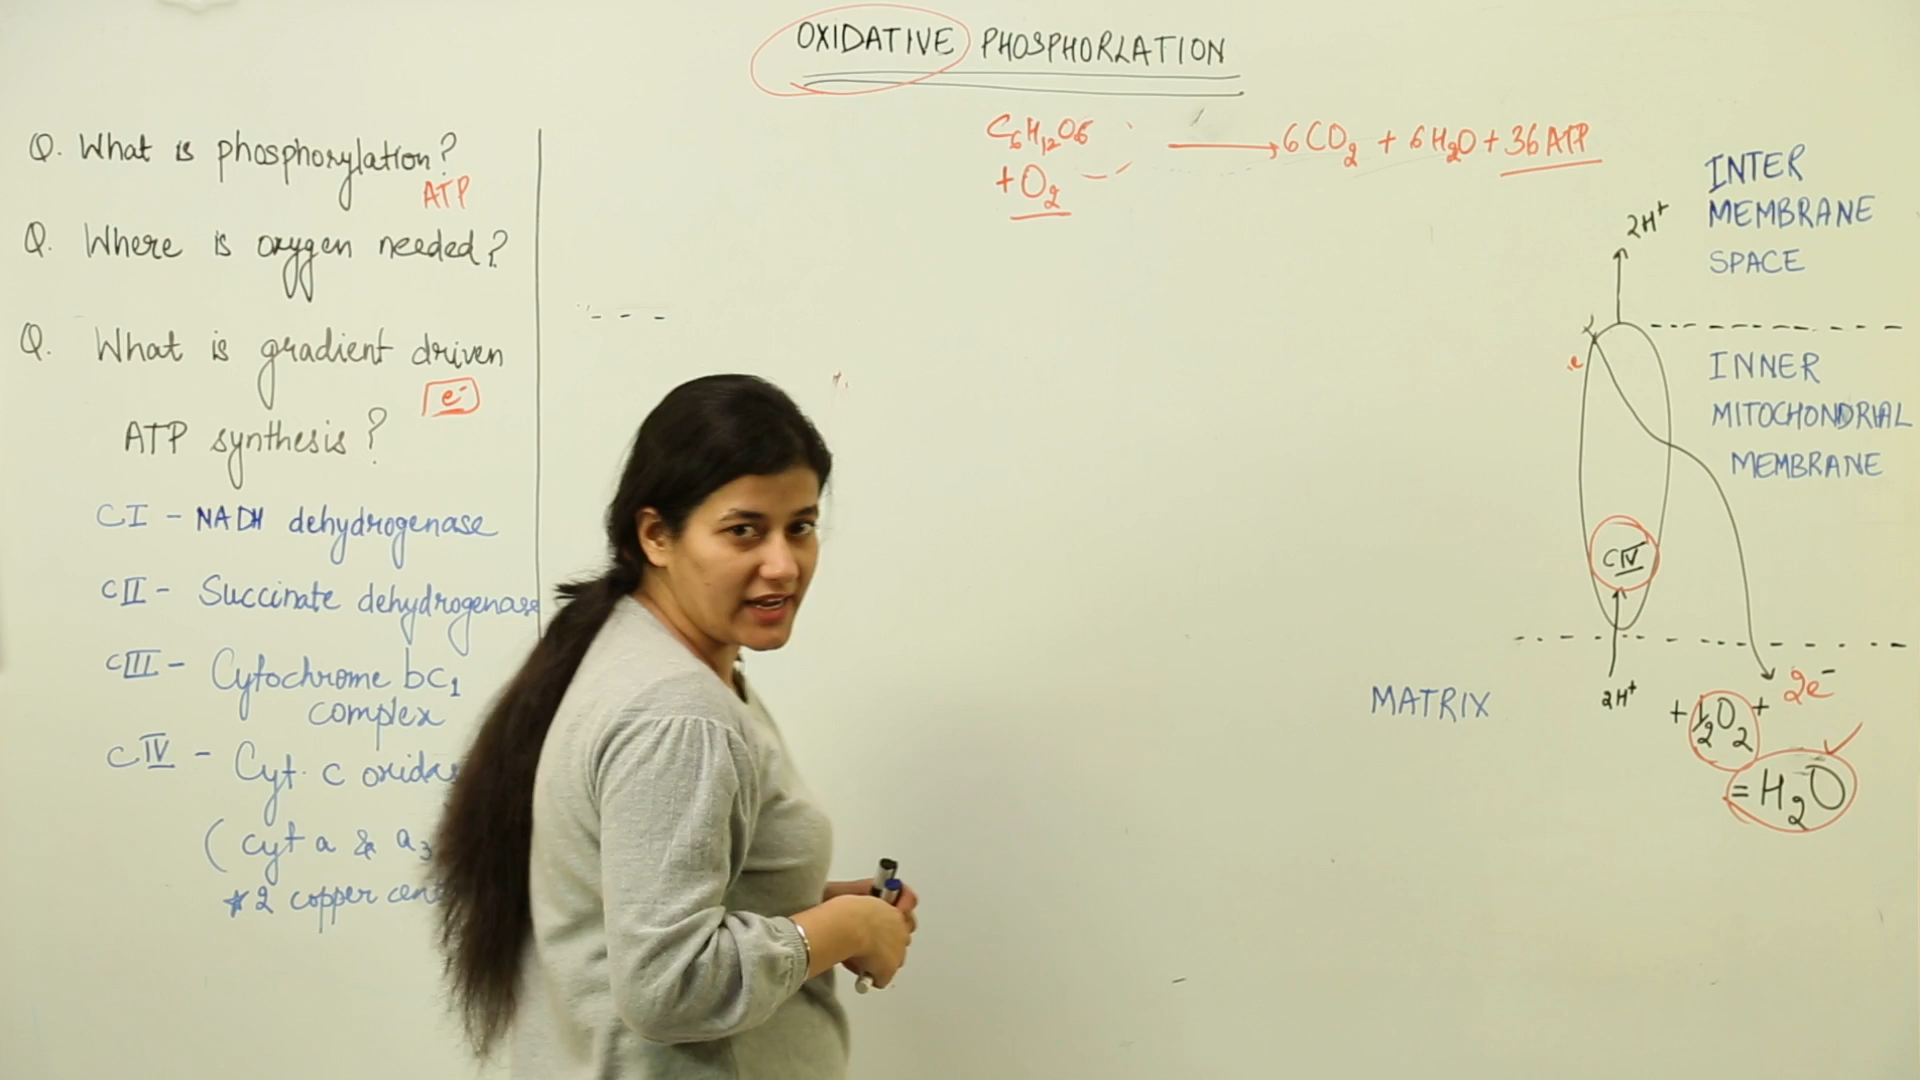 OXIDATIVE PHOSPHORLATION
C6H12O6
+O2
6CO2 + 6H2O + 36 ATP
Q. What is phosphorylation?
ATP
Q. Where is oxygen needed?
Q. What is gradient driven
e-
ATP synthesis?
CI - NADH dehydrogenase
CII - Succinate dehydrogenase
CIII - Cytochrome bc1
complex
CIV - Cyt. c
(cyt a & a3
* 2 copper
INTER
MEMBRANE
SPACE
2H+
INNER
MITOCHONDRIAL
MEMBRANE
e
CIV
MATRIX
2H+
+ 1/2O2 + 2e-
= H2O